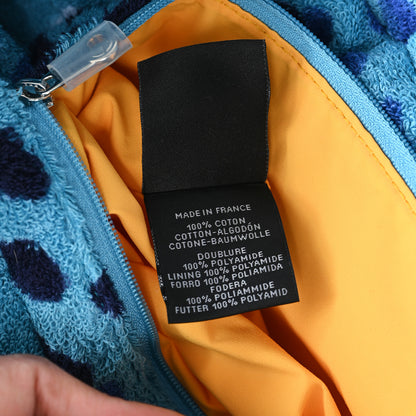 MADE IN FRANCE
100% COTON
COTTON-ALGODÓN
COTONE-BAUMWOLLE
DOUBLURE
100% POLYAMIDE
LINING 100% POLYAMIDE
FORRO 100% POLIAMIDA
FODERA
100% POLIAMMIDE
FUTTER 100% POLYAMID